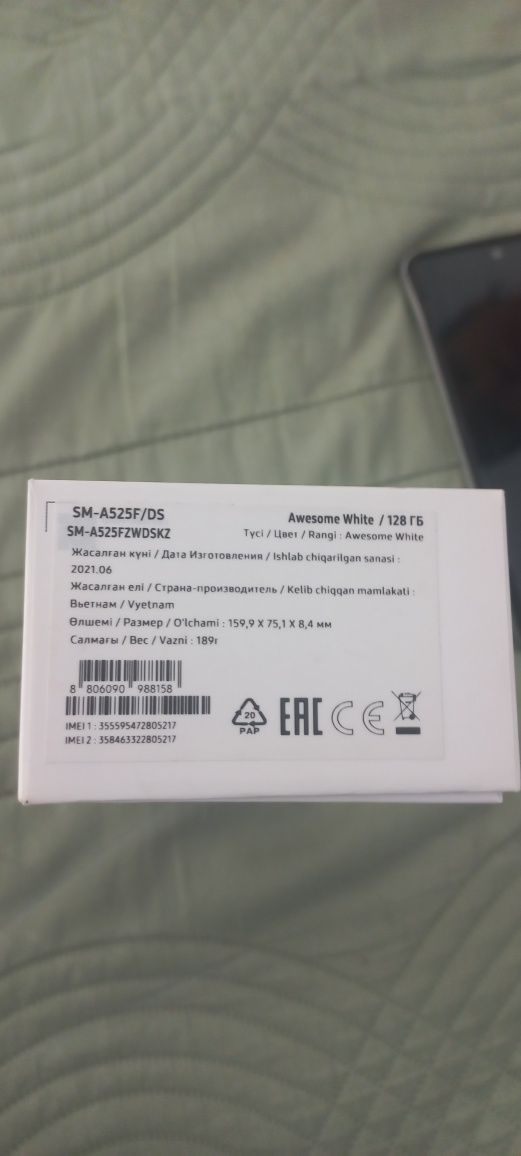 SM-A525F/DS
SM-A525FZWDSKZ
Awesome White / 128 ГБ
Түсі / Цвет / Rangi : Awesome White
Жасалған күні / Дата Изготовления / Ishlab chiqarilgan sanasi :
2021.06
Жасалған елі / Страна-производитель / Kelib chiqqan mamlakati :
Вьетнам / Vyetnam
Өлшемі / Размер / O'lchami : 159,9 X 75,1 X 8,4 мм
Салмағы / Вес / Vazni : 189г
8 806090 988158
IMEI 1 : 355595472805217
IMEI 2 : 358463322805217
20
PAP
EAC
CE